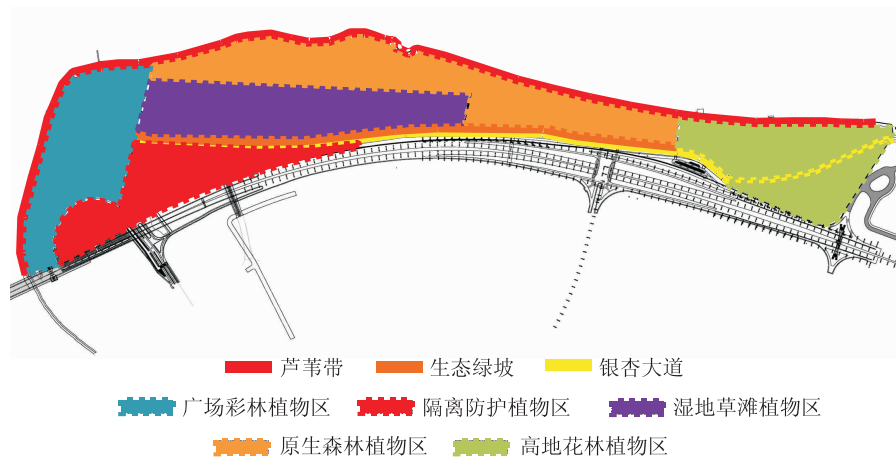 芦苇带 生态绿坡 银杏大道
广场彩林植物区 隔离防护植物区 湿地草滩植物区
原生森林植物区 高地花林植物区